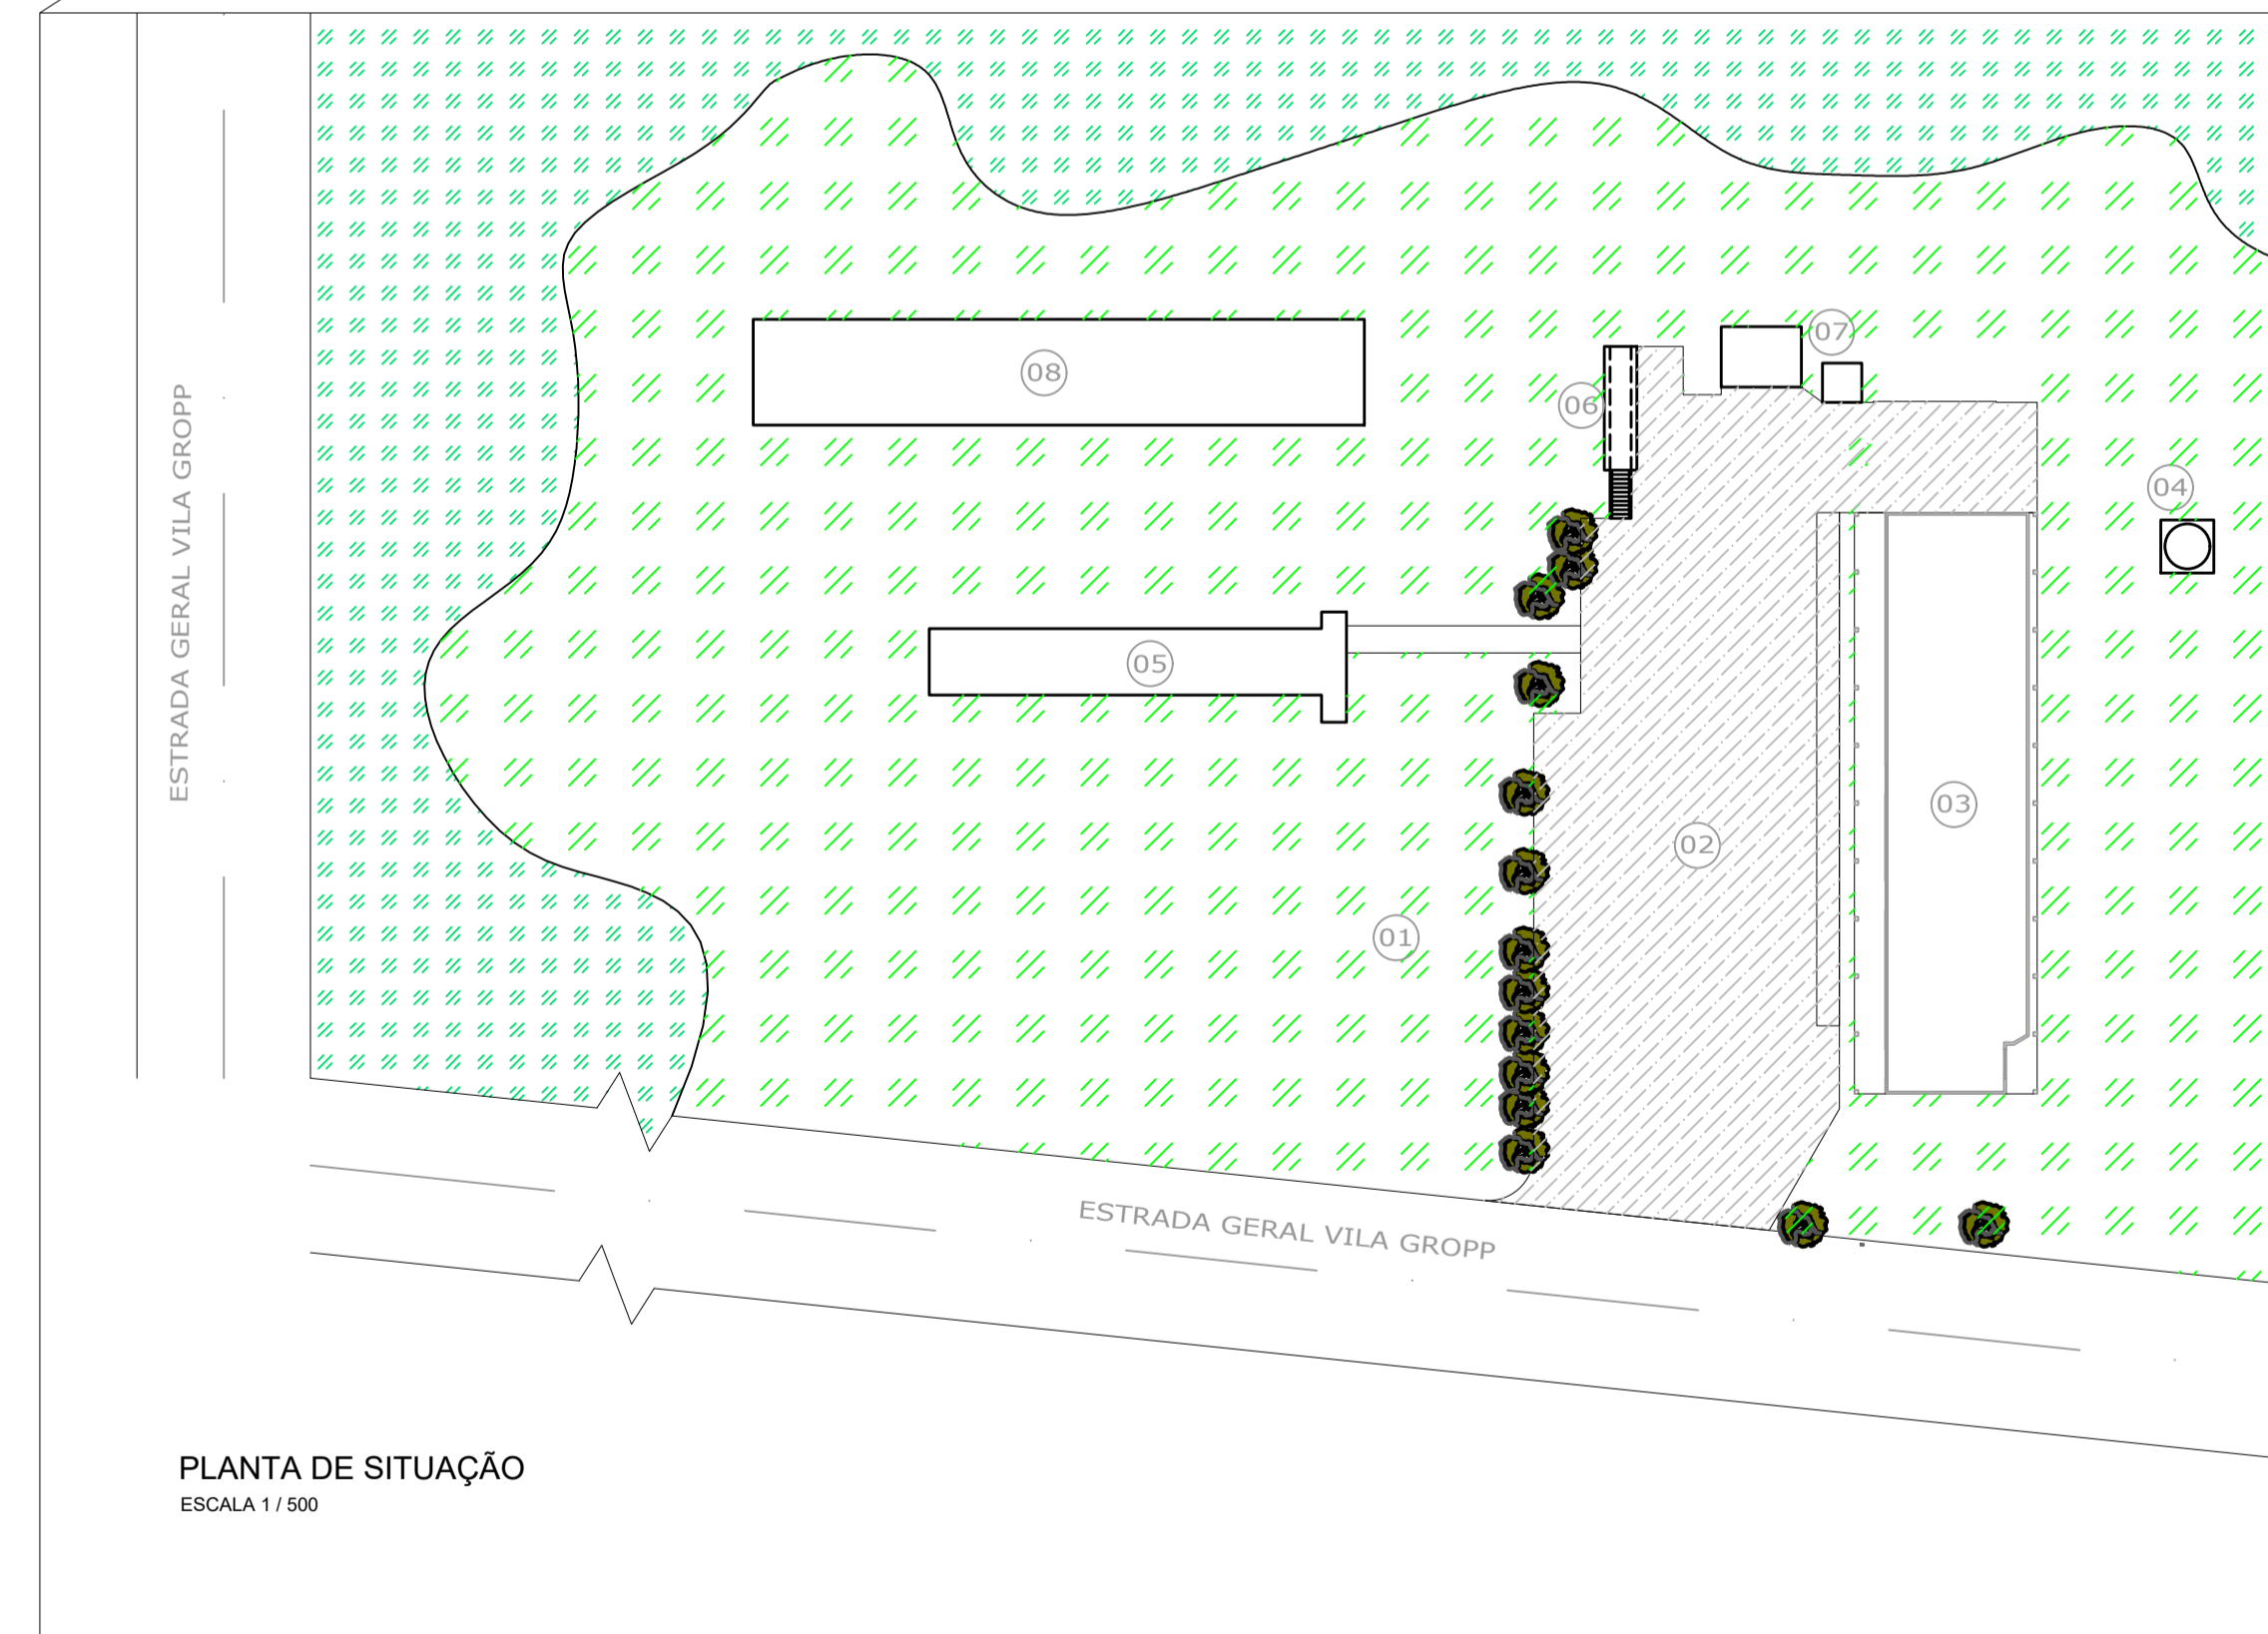 07
08
06
04
ESTRADA GERAL VILA GROPP
05
03
02
01
ESTRADA GERAL VILA GROPP
PLANTA DE SITUAÇÃO
ESCALA 1 / 500